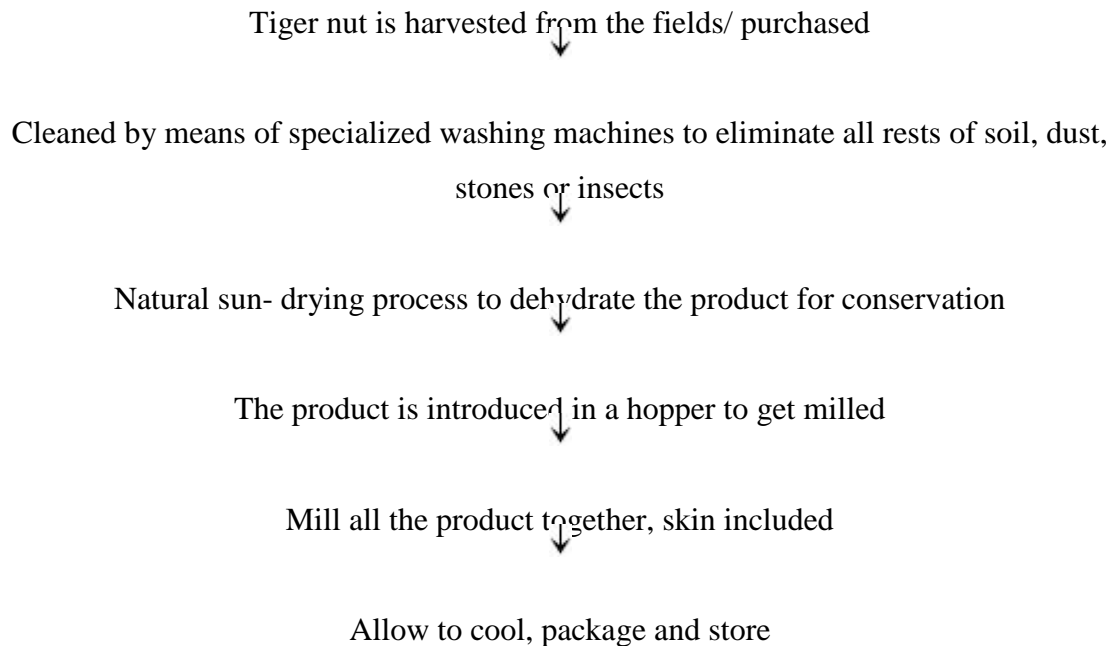 Tiger nut is harvested from the fields/ purchased
Cleaned by means of specialized washing machines to eliminate all rests of soil, dust,
stones or insects
Natural sun- drying process to dehydrate the product for conservation
The product is introduced in a hopper to get milled
Mill all the product together, skin included
Allow to cool, package and store